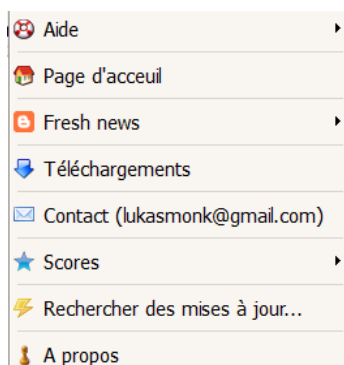 Aide
Page d'acceuil
Fresh news
Téléchargements
Contact (lukasmonk@gmail.com)
Scores
Rechercher des mises à jour...
A propos